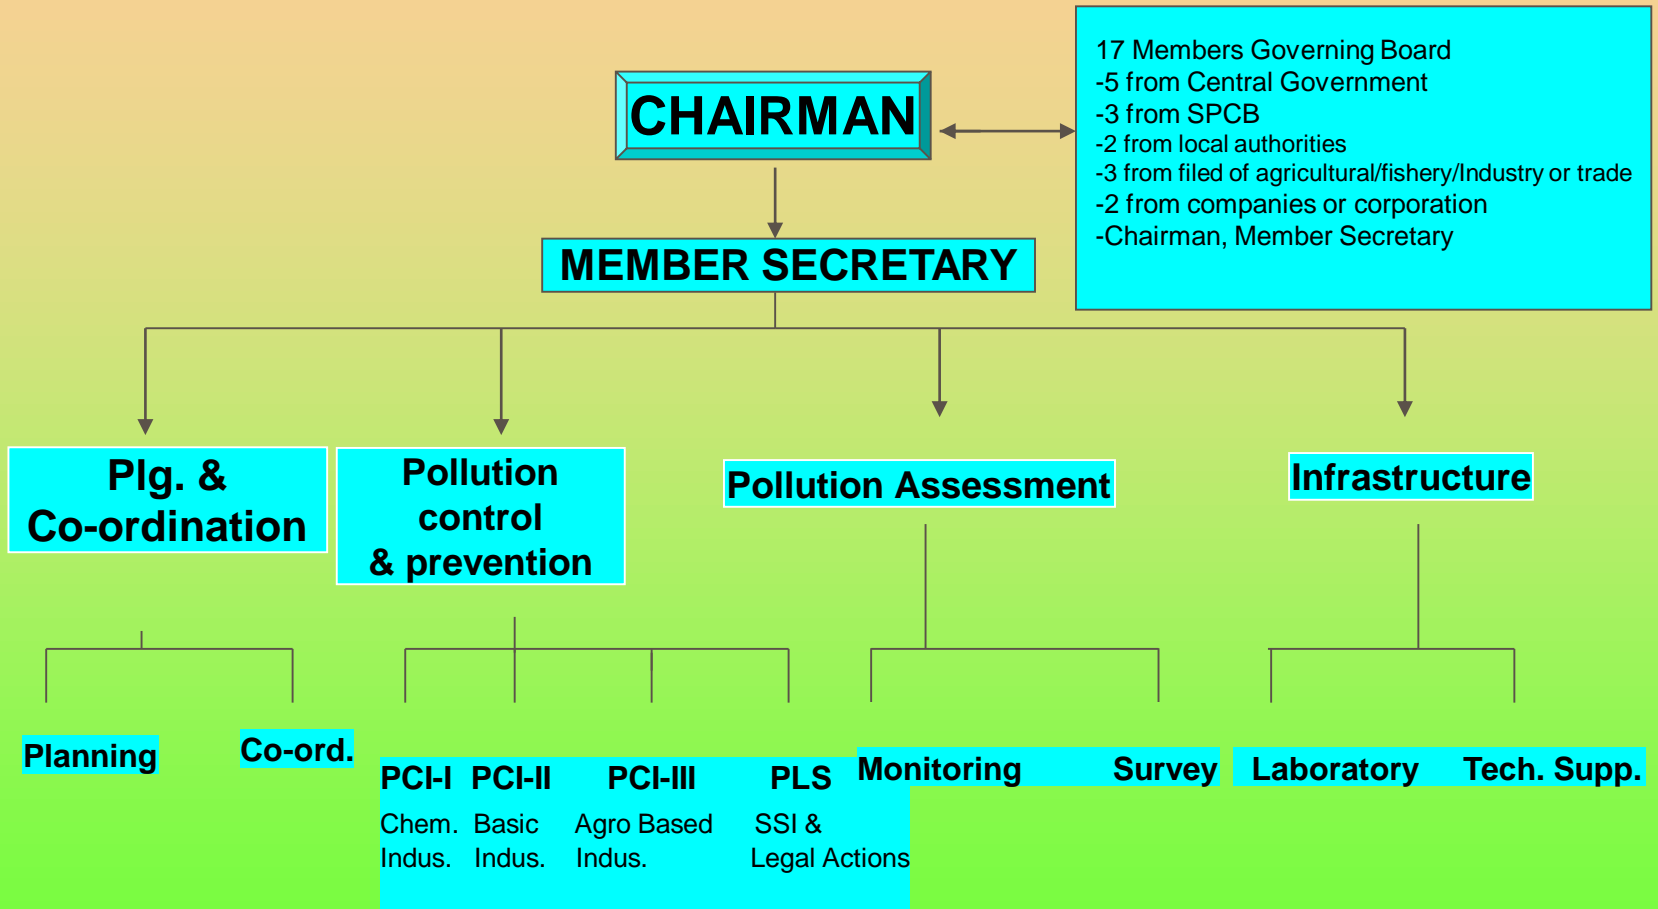 17 Members Governing Board
-5 from Central Government
-3 from SPCB
-2 from local authorities
-3 from filed of agricultural/fishery/Industry or trade
-2 from companies or corporation
-Chairman, Member Secretary
CHAIRMAN
MEMBER SECRETARY
Plg. &
Co-ordination
Pollution
control
& prevention
Pollution Assessment
Infrastructure
Planning
Co-ord.
PCI-I PCI-II PCI-III PLS
Chem. Basic Agro Based SSI &
Indus. Indus. Indus. Legal Actions
Monitoring Survey
Laboratory Tech. Supp.